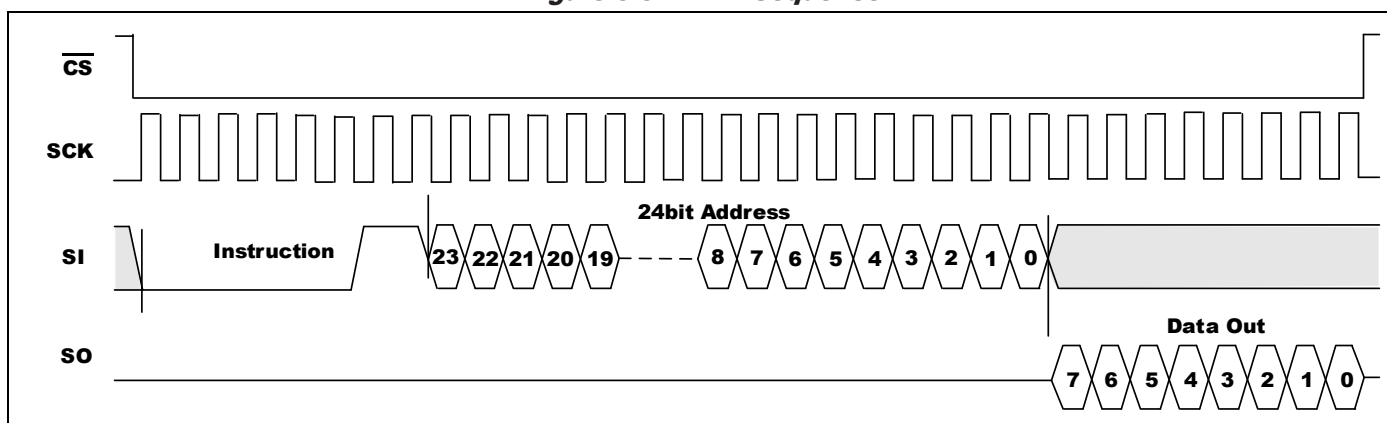 CS
SCK
24bit Address
SI Instruction 23 22 21 20 19 8 7 6 5 4 3 2 1 0
Data Out
SO 7 6 5 4 3 2 1 0